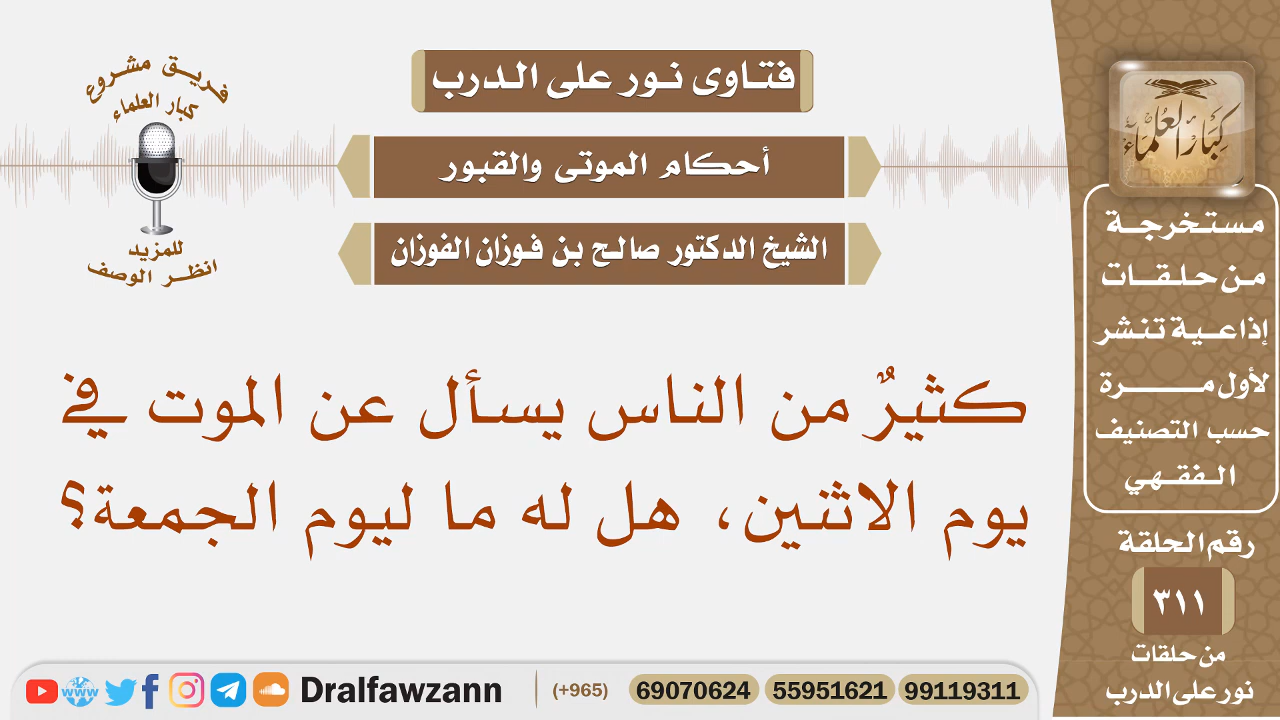 فتاوى نور على الدرب
أحكام الموتى والقبور
الشيخ الدكتور صالح بن فوزان الفوزان
فريق مشروع
كبار العلماء
للمزيد
انظر الوصف
كثيرٌ من الناس يسأل عن الموت في
يوم الاثنين، هل له ما ليوم الجمعة؟
كبار العلماء
مستخرجة
من حلقات
إذاعية تنشر
لأول مرة
حسب التصنيف
الفقهي
رقم الحلقة
٣١١
من حلقات
نور على الدرب
www Dralfawzann (+965) 69070624 55951621 99119311